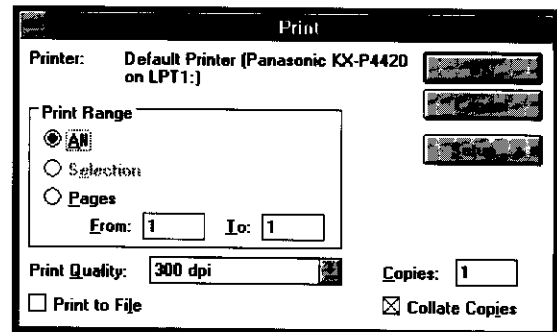 Print
Printer: Default Printer (Panasonic KX-P4420
on LPT1:)
Print Range
All
Selection
Pages
From: 1 To: 1
Print Quality: 300 dpi
Copies: 1
Print to File
Collate Copies